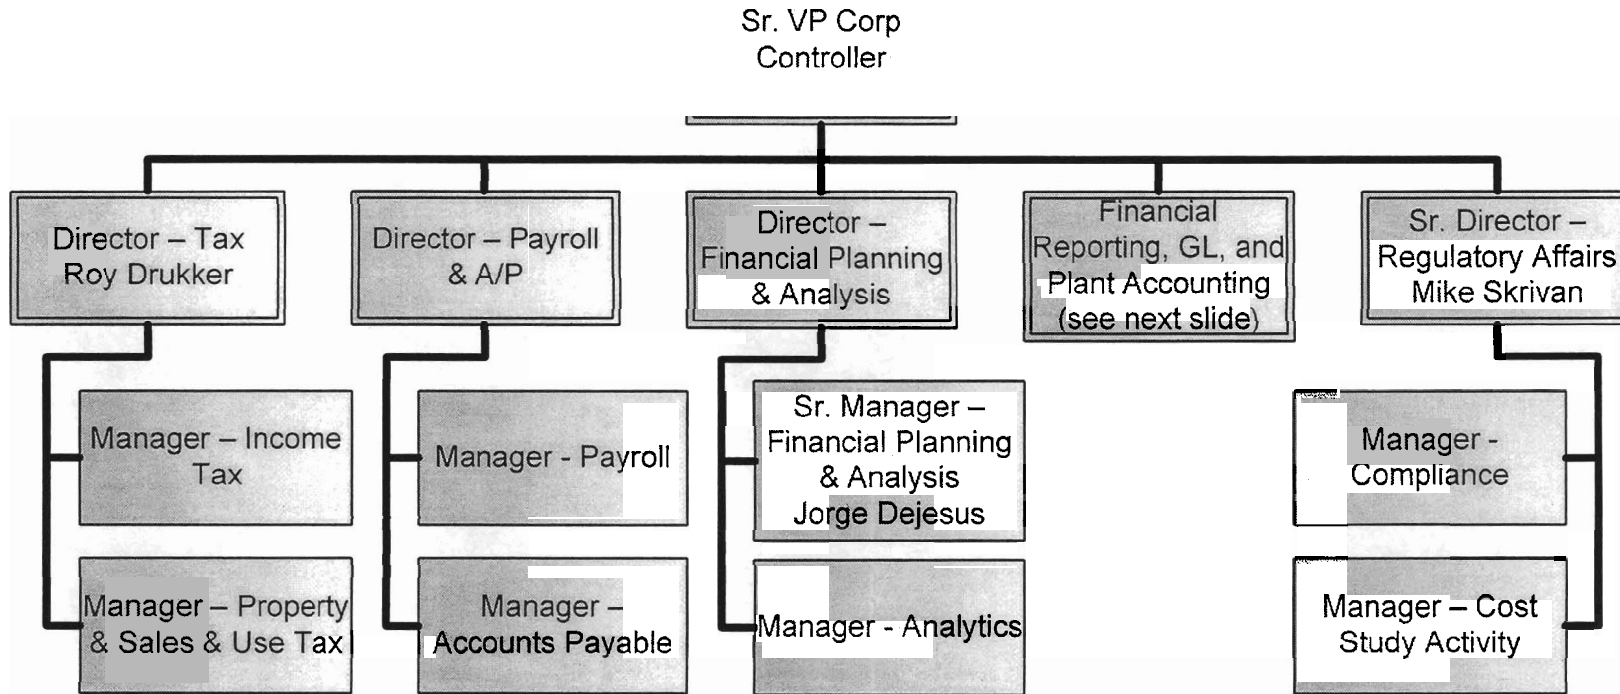 Sr. VP Corp
Controller
Director – Tax
Roy Drukker
Director – Payroll
& A/P
Director –
Financial Planning
& Analysis
Financial
Reporting, GL, and
Plant Accounting
(see next slide)
Sr. Director –
Regulatory Affairs
Mike Skrivan
Manager – Income
Tax
Manager - Payroll
Sr. Manager –
Financial Planning
& Analysis
Jorge Dejesus
Manager -
Compliance
Manager – Property
& Sales & Use Tax
Manager –
Accounts Payable
Manager - Analytics
Manager – Cost
Study Activity